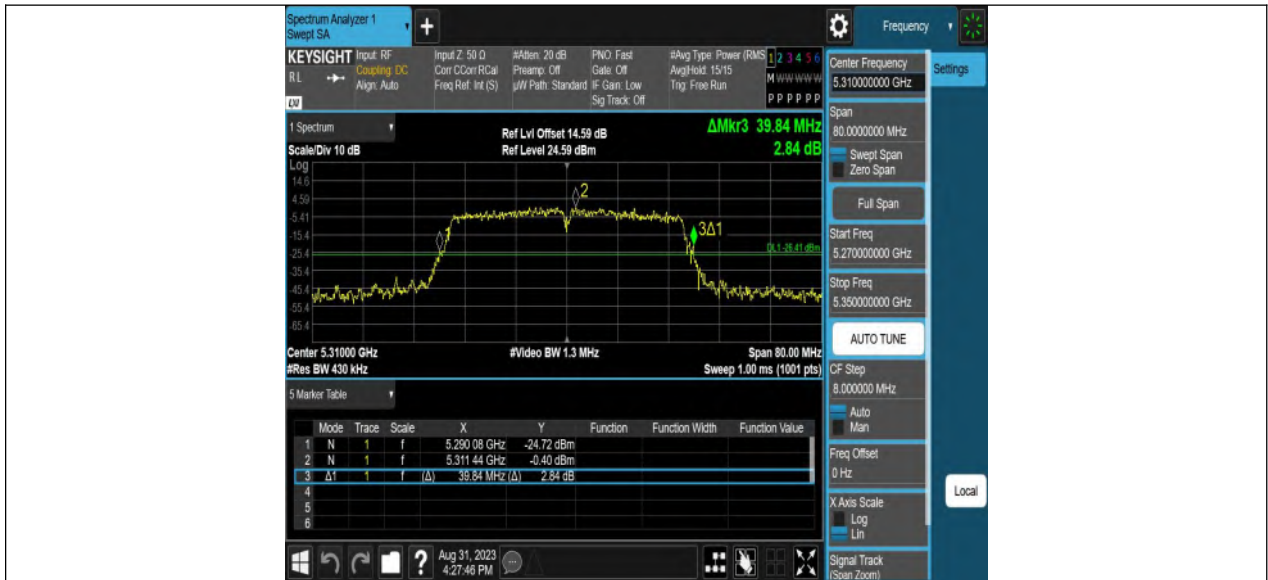 Spectrum Analyzer 1
Swept SA
+
Frequency
KEYSIGHT
RL
LXI
Input: RF
Coupling: DC
Align: Auto
Input Z: 50 Ω
Corr CCorr RCal
Freq Ref: Int (S)
#Atten: 20 dB
Preamp: Off
µW Path: Standard
PNO: Fast
Gate: Off
IF Gain: Low
Sig Track: Off
#Avg Type: Power (RMS
Avg|Hold: 15/15
Trig: Free Run
1 2 3 4 5 6
M W W W W W
P P P P P P
1 Spectrum
Scale/Div 10 dB
Ref Lvl Offset 14.59 dB
Ref Level 24.59 dBm
ΔMkr3 39.84 MHz
2.84 dB
Log
14.6
4.59
-5.41
-15.4
-25.4
-35.4
-45.4
-55.4
-65.4
1
2
3Δ1
DL1 -26.41 dBm
Center 5.31000 GHz
#Video BW 1.3 MHz
Span 80.00 MHz
#Res BW 430 kHz
Sweep 1.00 ms (1001 pts)
5 Marker Table
Mode Trace Scale X Y Function Function Width Function Value
1 N 1 f 5.290 08 GHz -24.72 dBm
2 N 1 f 5.311 44 GHz -0.40 dBm
3 Δ1 1 f (Δ) 39.84 MHz (Δ) 2.84 dB
4
5
6
?
Aug 31, 2023
4:27:46 PM
Center Frequency
5.310000000 GHz
Settings
Span
80.0000000 MHz
Swept Span
Zero Span
Full Span
Start Freq
5.270000000 GHz
Stop Freq
5.350000000 GHz
AUTO TUNE
CF Step
8.000000 MHz
Auto
Man
Freq Offset
0 Hz
X Axis Scale
Log
Lin
Local
Signal Track
(Span Zoom)